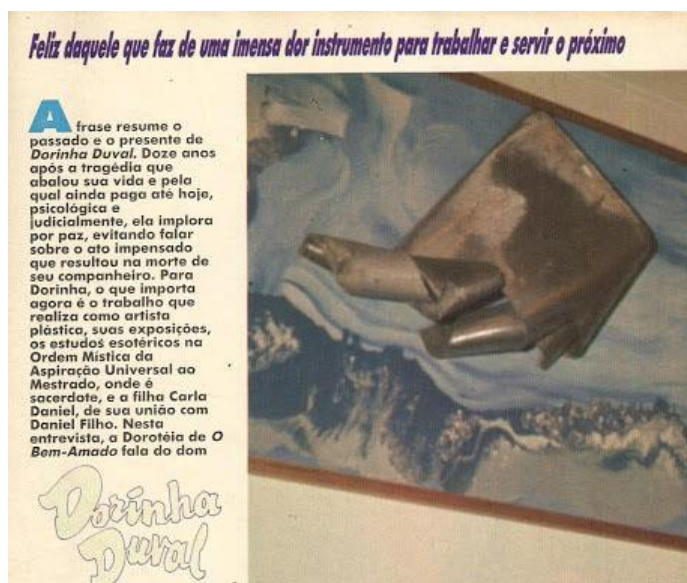 Feliz daquele que faz de uma imensa dor instrumento para trabalhar e servir o próximo
A frase resume o
passado e o presente de
Dorinha Duval. Doze anos
após a tragédia que
abalou sua vida e pela
qual ainda paga até hoje,
psicológica e
judicialmente, ela implora
por paz, evitando falar
sobre o ato impensado
que resultou na morte de
seu companheiro. Para
Dorinha, o que importa
agora é o trabalho que
realiza como artista
plástica, suas exposições,
os estudos esotéricos na
Ordem Mística da
Aspiração Universal ao
Mestrado, onde é
sacerdote, e a filha Carla
Daniel, de sua união com
Daniel Filho. Nesta
entrevista, a Dorotéia de O
Bem-Amado fala do dom
Dorinha
Duval